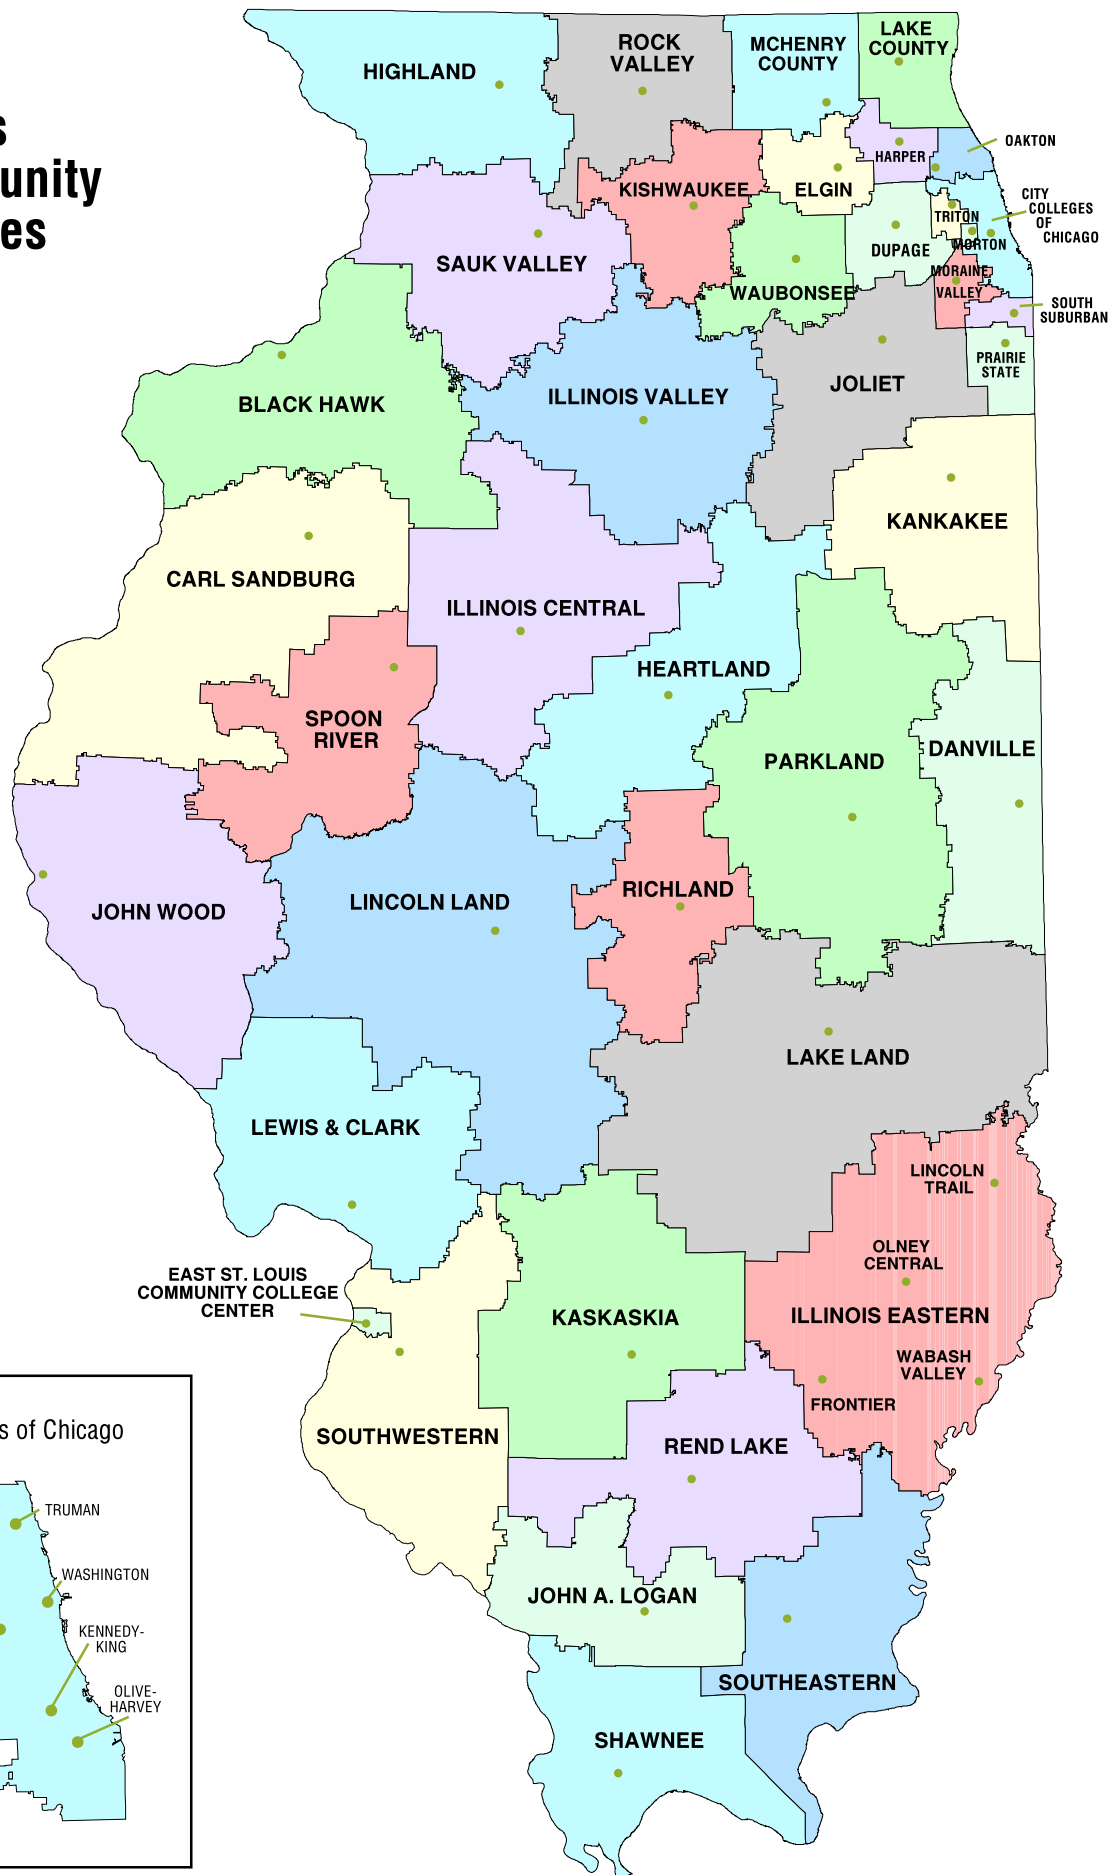 s
unity
es
HIGHLAND
ROCK
VALLEY
MCHENRY
COUNTY
LAKE
COUNTY
OAKTON
HARPER
KISHWAUKEE
ELGIN
CITY
COLLEGES
OF
CHICAGO
TRITON
MORTON
DUPAGE
SAUK VALLEY
WAUBONSEE
MORAINE
VALLEY
SOUTH
SUBURBAN
PRAIRIE
STATE
JOLIET
ILLINOIS VALLEY
BLACK HAWK
KANKAKEE
CARL SANDBURG
ILLINOIS CENTRAL
HEARTLAND
SPOON
RIVER
PARKLAND
DANVILLE
RICHLAND
LINCOLN LAND
JOHN WOOD
LAKE LAND
LEWIS & CLARK
LINCOLN
TRAIL
OLNEY
CENTRAL
EAST ST. LOUIS
COMMUNITY COLLEGE
CENTER
KASKASKIA
ILLINOIS EASTERN
WABASH
VALLEY
FRONTIER
SOUTHWESTERN
REND LAKE
JOHN A. LOGAN
SOUTHEASTERN
SHAWNEE
s of Chicago
TRUMAN
WASHINGTON
KENNEDY-
KING
OLIVE-
HARVEY